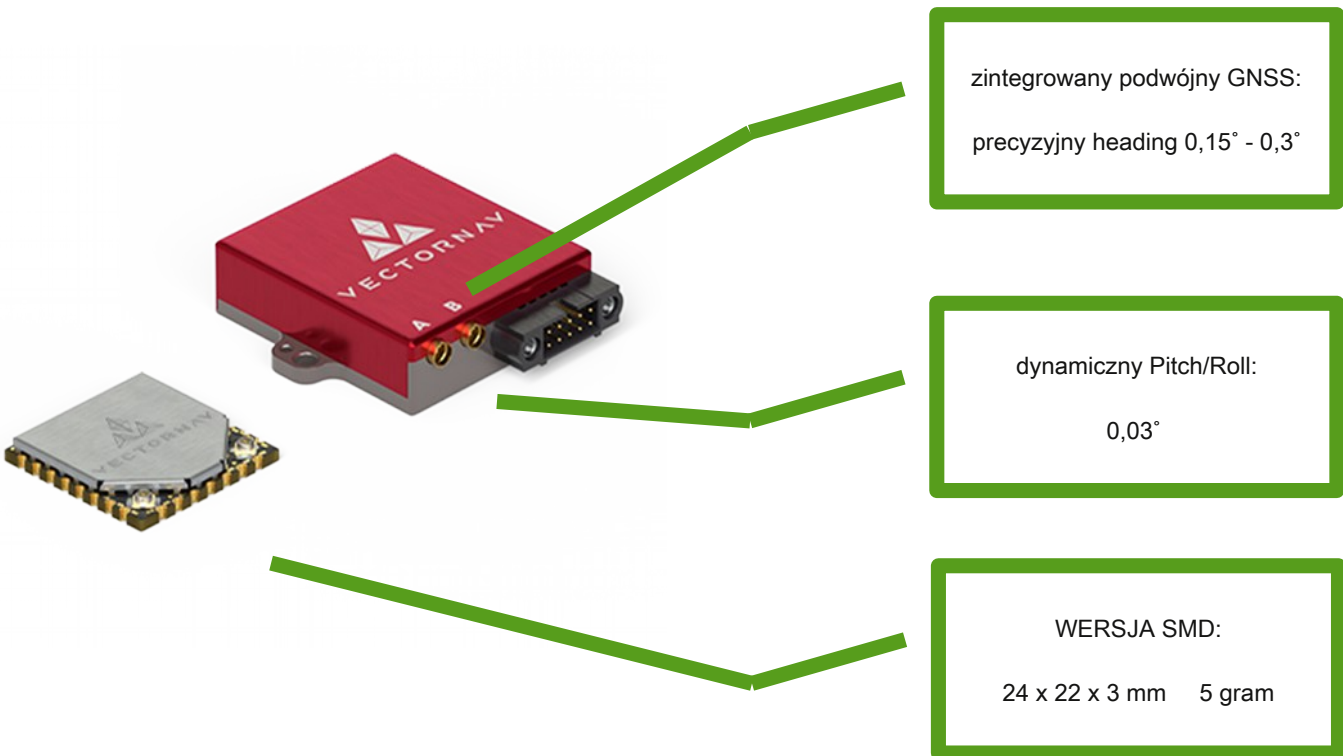 zintegrowany podwójny GNSS:
precyzyjny heading 0,15˚ - 0,3˚
VECTORNAV
A B
dynamiczny Pitch/Roll:
0,03˚
VECTORNAV
WERSJA SMD:
24 x 22 x 3 mm 5 gram